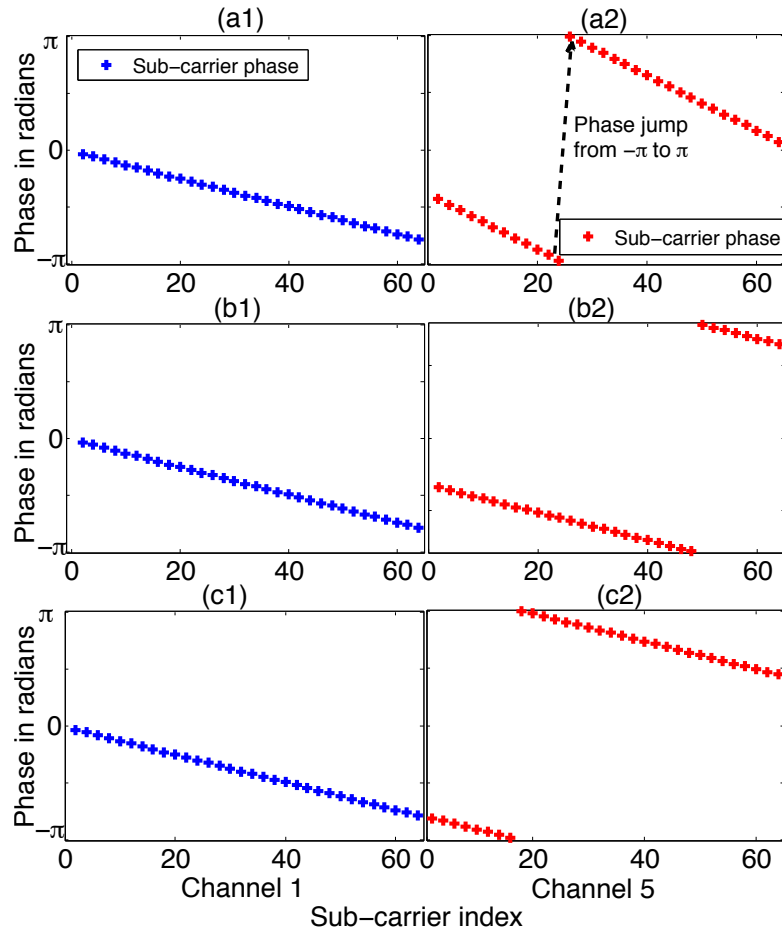 (a1)
(a2)
π
0
−π
Phase in radians
Sub−carrier phase
Phase jump
from −π to π
Sub−carrier phase
0
20
40
60
0
20
40
60
(b1)
(b2)
π
0
−π
Phase in radians
0
20
40
60
0
20
40
60
(c1)
(c2)
π
0
−π
Phase in radians
0
20
40
60
0
20
40
60
Channel 1
Channel 5
Sub−carrier index